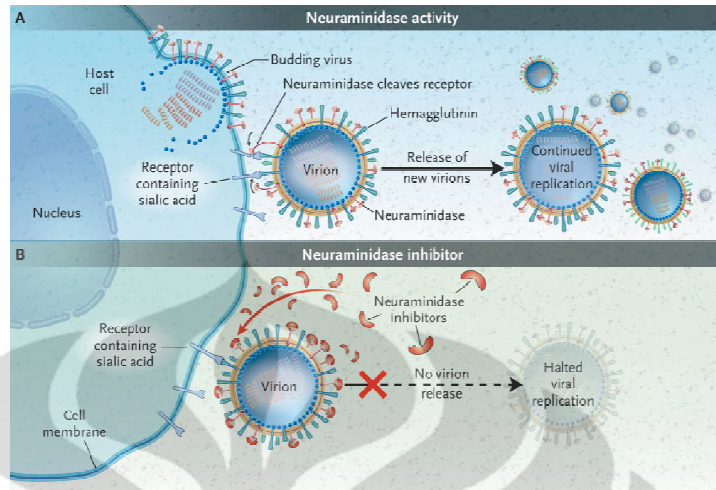 A
Neuraminidase activity
Budding virus
Host
cell
Neuraminidase cleaves receptor
Hemagglutinin
Receptor
containing
sialic acid
Virion
Release of
new virions
Continued
viral
replication
Nucleus
Neuraminidase
B
Neuraminidase inhibitor
Neuraminidase
inhibitors
Receptor
containing
sialic acid
Virion
No virion
release
Halted
viral
replication
Cell
membrane